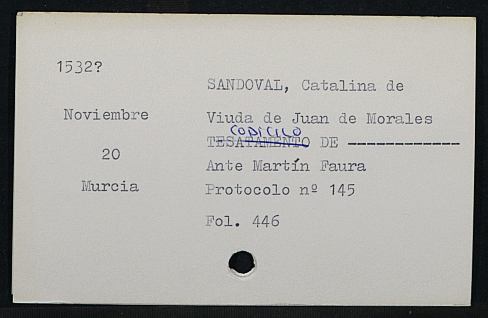 1532?
SANDOVAL, Catalina de
Noviembre
Viuda de Juan de Morales
CODICILO
TESATAMENTO DE --------------
20
Ante Martín Faura
Murcia
Protocolo nº 145
Fol. 446